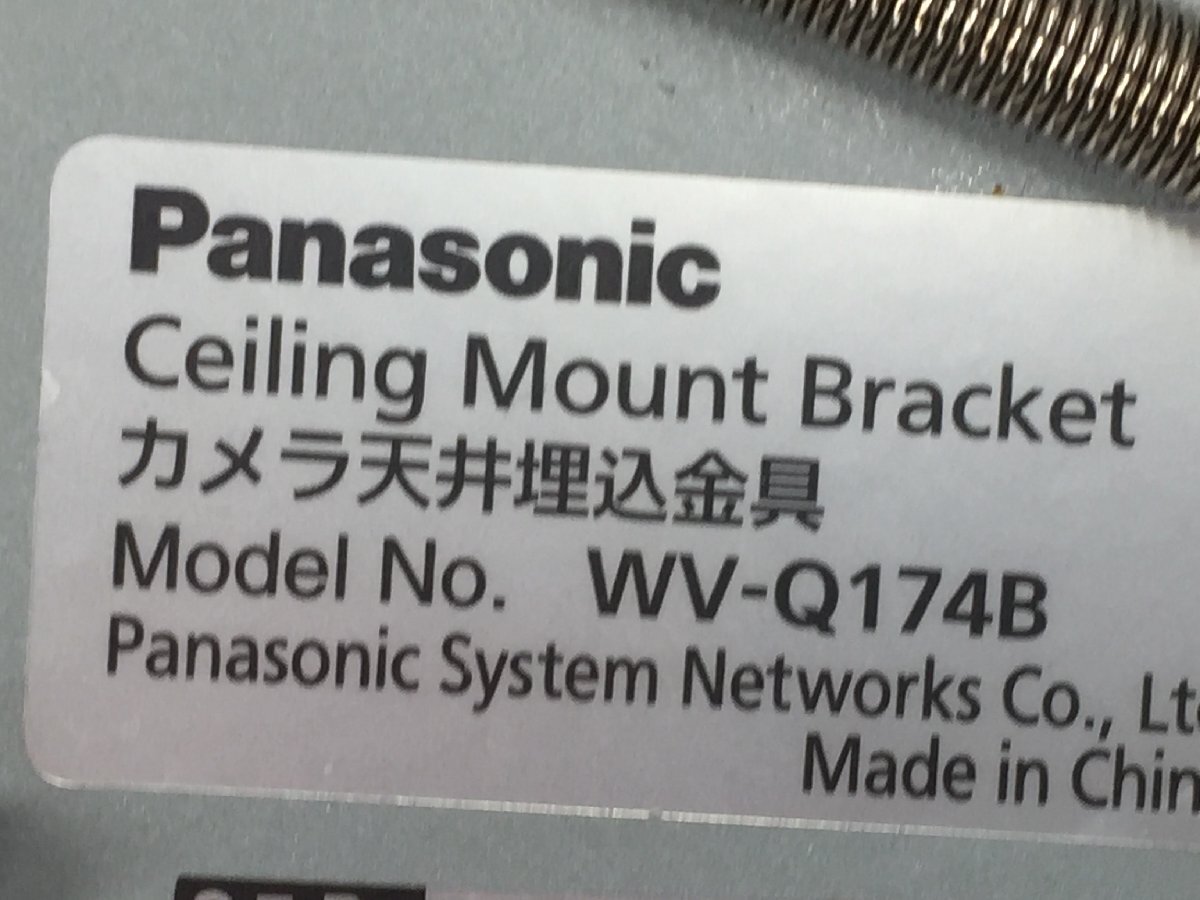 Panasonic
Ceiling Mount Bracket
カメラ天井埋込金具
Model No. WV-Q174B
Panasonic System Networks Co., Lt
Made in Chin